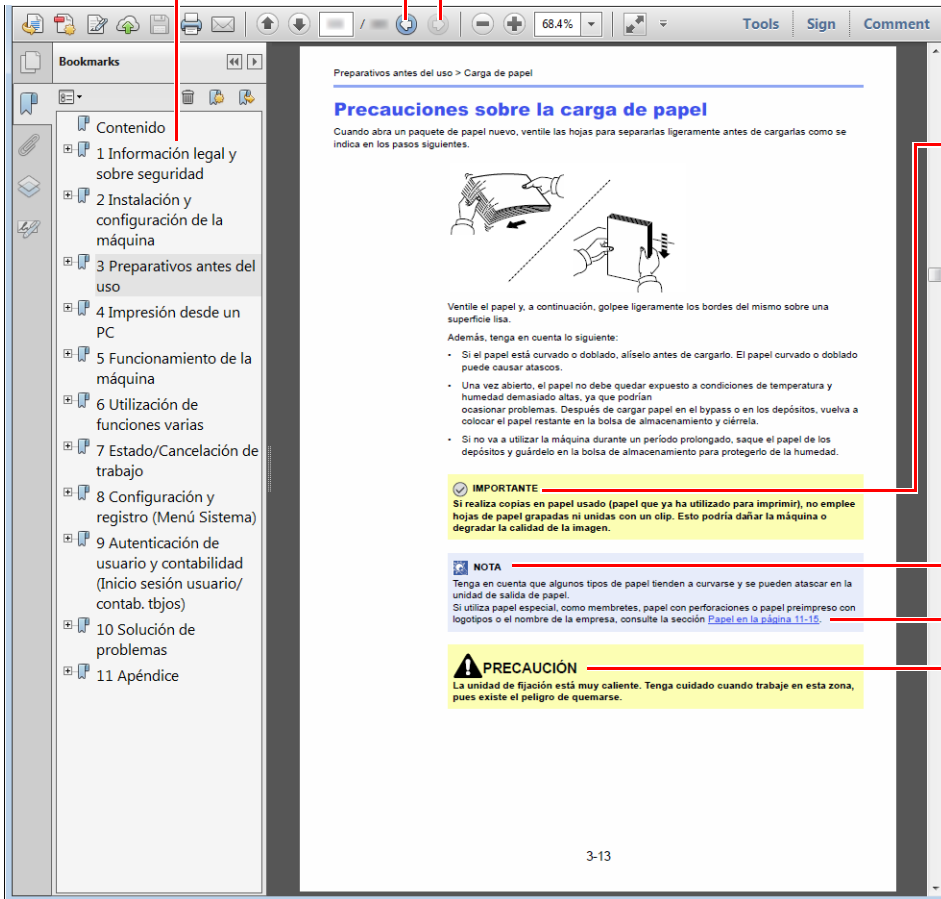 /
68.4%
Tools
Sign
Comment
Bookmarks
Contenido
1 Información legal y
sobre seguridad
2 Instalación y
configuración de la
máquina
3 Preparativos antes del
uso
4 Impresión desde un
PC
5 Funcionamiento de la
máquina
6 Utilización de
funciones varias
7 Estado/Cancelación de
trabajo
8 Configuración y
registro (Menú Sistema)
9 Autenticación de
usuario y contabilidad
(Inicio sesión usuario/
contab. tbjos)
10 Solución de
problemas
11 Apéndice
Preparativos antes del uso > Carga de papel
Precauciones sobre la carga de papel
Cuando abra un paquete de papel nuevo, ventile las hojas para separarlas ligeramente antes de cargarlas como se
indica en los pasos siguientes.
Ventile el papel y, a continuación, golpee ligeramente los bordes del mismo sobre una
superficie lisa.
Además, tenga en cuenta lo siguiente:
• Si el papel está curvado o doblado, alíselo antes de cargarlo. El papel curvado o doblado
puede causar atascos.
• Una vez abierto, el papel no debe quedar expuesto a condiciones de temperatura y
humedad demasiado altas, ya que podrían
ocasionar problemas. Después de cargar papel en el bypass o en los depósitos, vuelva a
colocar el papel restante en la bolsa de almacenamiento y ciérrela.
• Si no va a utilizar la máquina durante un período prolongado, saque el papel de los
depósitos y guárdelo en la bolsa de almacenamiento para protegerlo de la humedad.
IMPORTANTE
Si realiza copias en papel usado (papel que ya ha utilizado para imprimir), no emplee
hojas de papel grapadas ni unidas con un clip. Esto podría dañar la máquina o
degradar la calidad de la imagen.
NOTA
Tenga en cuenta que algunos tipos de papel tienden a curvarse y se pueden atascar en la
unidad de salida de papel.
Si utiliza papel especial, como membretes, papel con perforaciones o papel preimpreso con
logotipos o el nombre de la empresa, consulte la sección Papel en la página 11-15.
PRECAUCIÓN
La unidad de fijación está muy caliente. Tenga cuidado cuando trabaje en esta zona,
pues existe el peligro de quemarse.
3-13